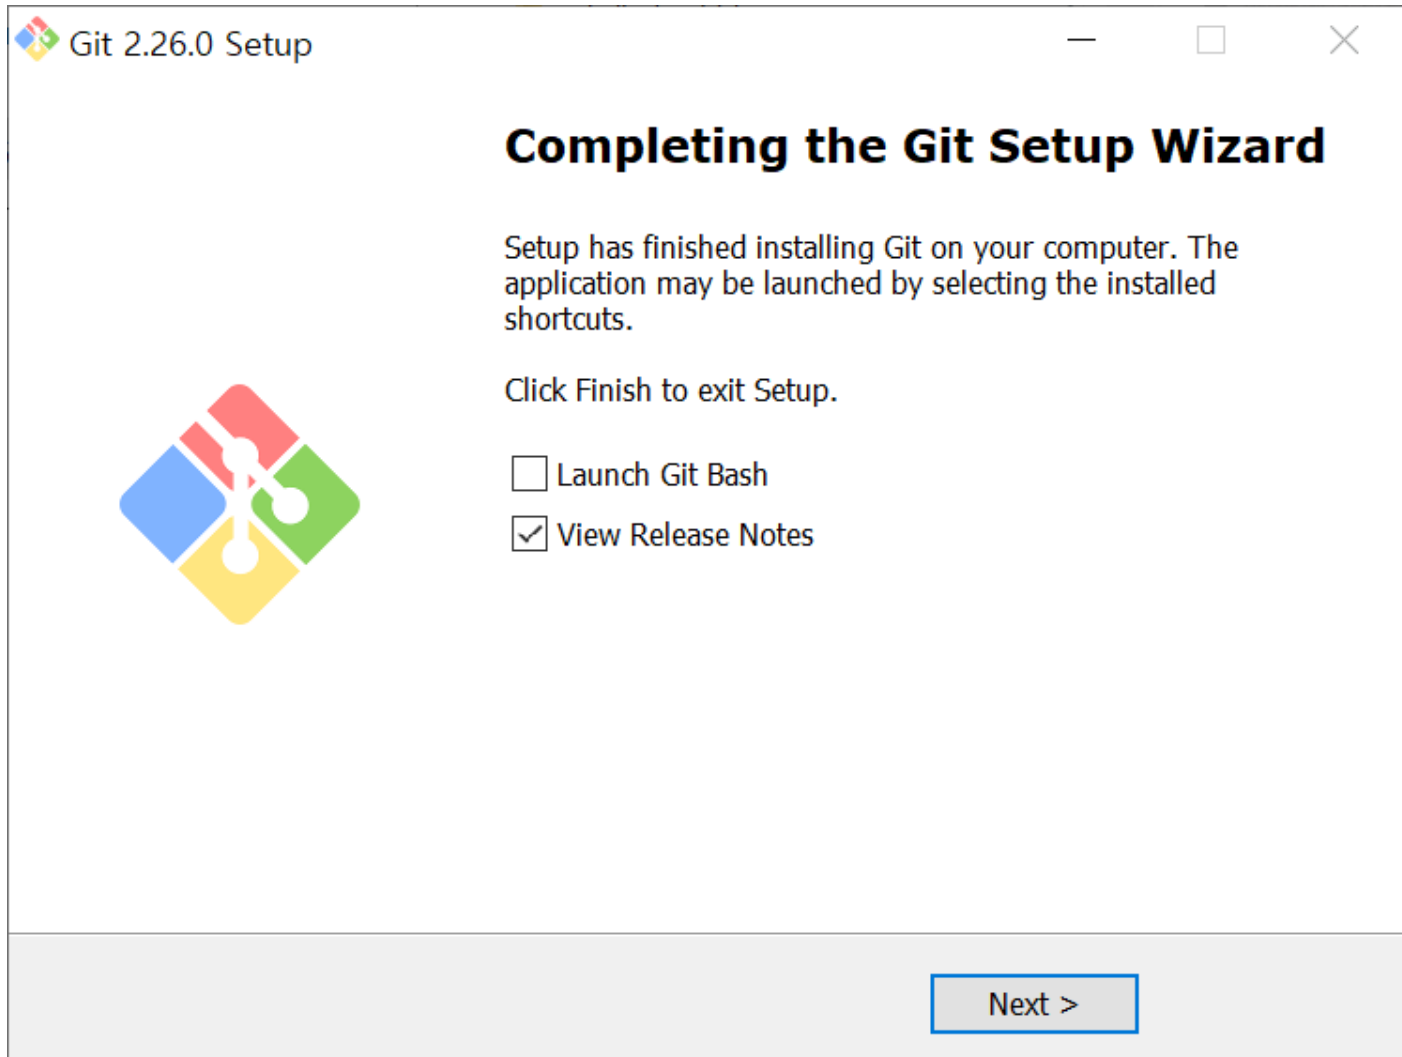 Git 2.26.0 Setup
Completing the Git Setup Wizard
Setup has finished installing Git on your computer. The
application may be launched by selecting the installed
shortcuts.
Click Finish to exit Setup.
Launch Git Bash
View Release Notes
Next >